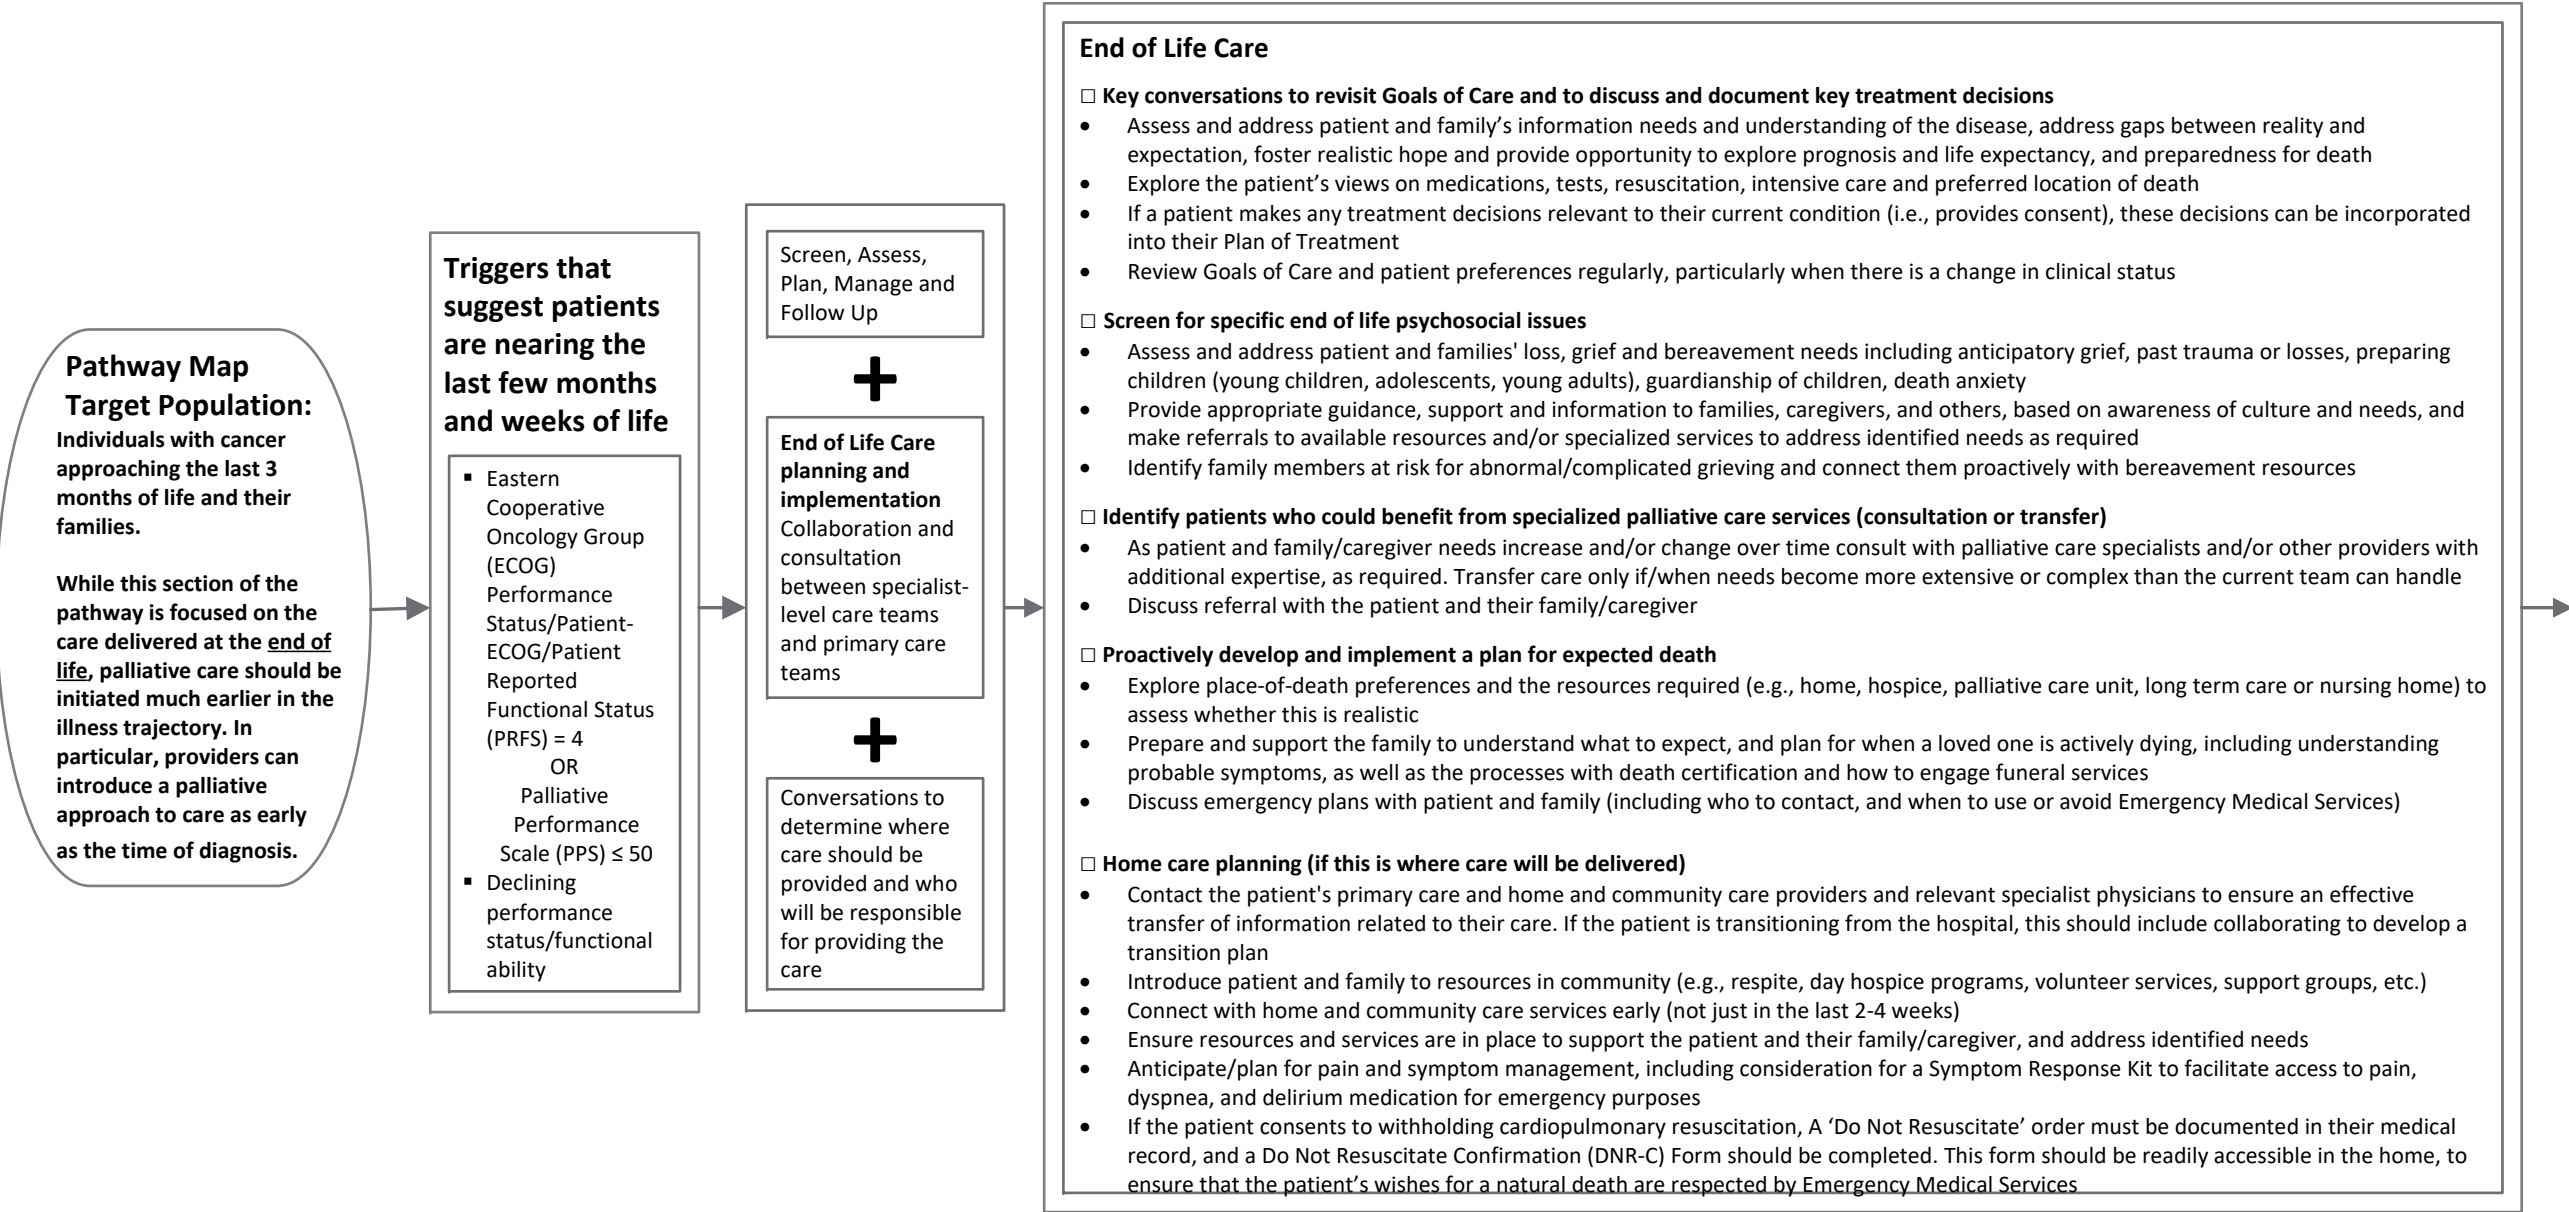 Pathway Map
Target Population:
Individuals with cancer
approaching the last 3
months of life and their
families.
While this section of the
pathway is focused on the
care delivered at the end of
life, palliative care should be
initiated much earlier in the
illness trajectory. In
particular, providers can
introduce a palliative
approach to care as early
as the time of diagnosis.
Triggers that
suggest patients
are nearing the
last few months
and weeks of life
▪ Eastern
Cooperative
Oncology Group
(ECOG)
Performance
Status/Patient-
ECOG/Patient
Reported
Functional Status
(PRFS) = 4
OR
Palliative
Performance
Scale (PPS) ≤ 50
▪ Declining
performance
status/functional
ability
Screen, Assess,
Plan, Manage and
Follow Up
+
End of Life Care
planning and
implementation
Collaboration and
consultation
between specialist-
level care teams
and primary care
teams
+
Conversations to
determine where
care should be
provided and who
will be responsible
for providing the
care
End of Life Care
□ Key conversations to revisit Goals of Care and to discuss and document key treatment decisions
• Assess and address patient and family’s information needs and understanding of the disease, address gaps between reality and
expectation, foster realistic hope and provide opportunity to explore prognosis and life expectancy, and preparedness for death
• Explore the patient’s views on medications, tests, resuscitation, intensive care and preferred location of death
• If a patient makes any treatment decisions relevant to their current condition (i.e., provides consent), these decisions can be incorporated
into their Plan of Treatment
• Review Goals of Care and patient preferences regularly, particularly when there is a change in clinical status
□ Screen for specific end of life psychosocial issues
• Assess and address patient and families' loss, grief and bereavement needs including anticipatory grief, past trauma or losses, preparing
children (young children, adolescents, young adults), guardianship of children, death anxiety
• Provide appropriate guidance, support and information to families, caregivers, and others, based on awareness of culture and needs, and
make referrals to available resources and/or specialized services to address identified needs as required
• Identify family members at risk for abnormal/complicated grieving and connect them proactively with bereavement resources
□ Identify patients who could benefit from specialized palliative care services (consultation or transfer)
• As patient and family/caregiver needs increase and/or change over time consult with palliative care specialists and/or other providers with
additional expertise, as required. Transfer care only if/when needs become more extensive or complex than the current team can handle
• Discuss referral with the patient and their family/caregiver
□ Proactively develop and implement a plan for expected death
• Explore place-of-death preferences and the resources required (e.g., home, hospice, palliative care unit, long term care or nursing home) to
assess whether this is realistic
• Prepare and support the family to understand what to expect, and plan for when a loved one is actively dying, including understanding
probable symptoms, as well as the processes with death certification and how to engage funeral services
• Discuss emergency plans with patient and family (including who to contact, and when to use or avoid Emergency Medical Services)
□ Home care planning (if this is where care will be delivered)
• Contact the patient's primary care and home and community care providers and relevant specialist physicians to ensure an effective
transfer of information related to their care. If the patient is transitioning from the hospital, this should include collaborating to develop a
transition plan
• Introduce patient and family to resources in community (e.g., respite, day hospice programs, volunteer services, support groups, etc.)
• Connect with home and community care services early (not just in the last 2-4 weeks)
• Ensure resources and services are in place to support the patient and their family/caregiver, and address identified needs
• Anticipate/plan for pain and symptom management, including consideration for a Symptom Response Kit to facilitate access to pain,
dyspnea, and delirium medication for emergency purposes
• If the patient consents to withholding cardiopulmonary resuscitation, A ‘Do Not Resuscitate’ order must be documented in their medical
record, and a Do Not Resuscitate Confirmation (DNR-C) Form should be completed. This form should be readily accessible in the home, to
ensure that the patient’s wishes for a natural death are respected by Emergency Medical Services